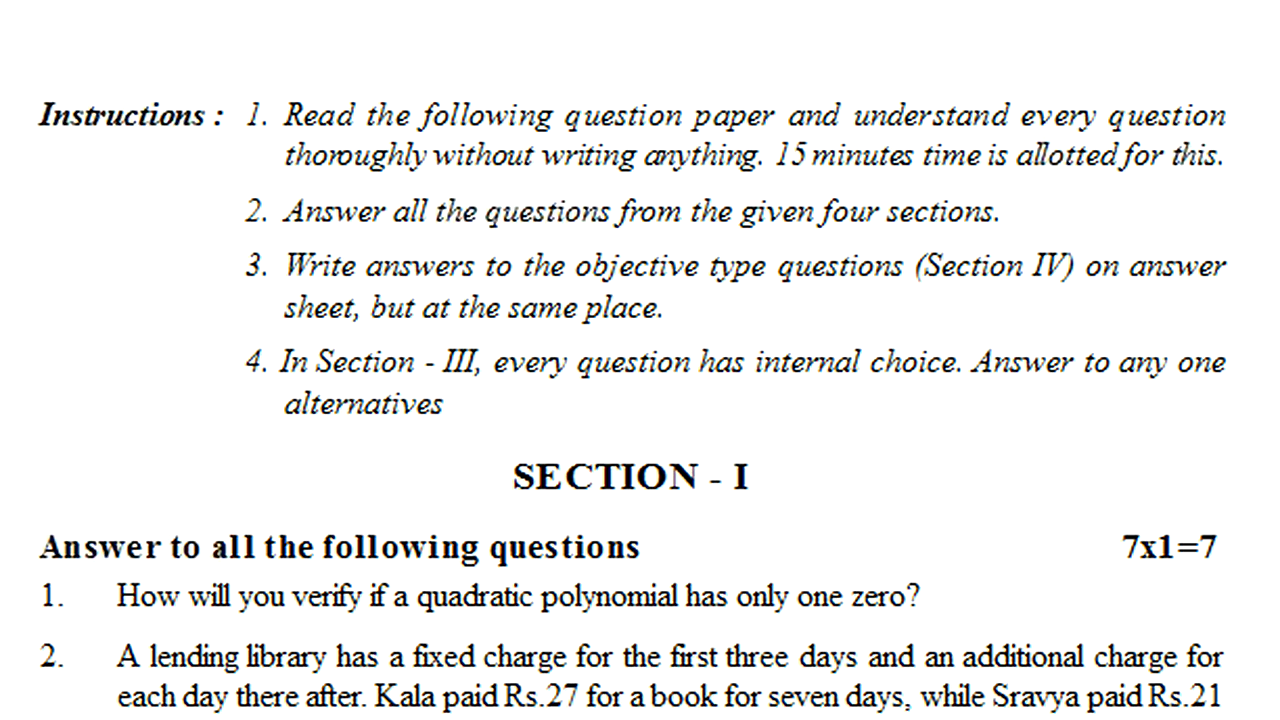 Instructions : 1. Read the following question paper and understand every question
thoroughly without writing anything. 15 minutes time is allotted for this.
2. Answer all the questions from the given four sections.
3. Write answers to the objective type questions (Section IV) on answer
sheet, but at the same place.
4. In Section - III, every question has internal choice. Answer to any one
alternatives
SECTION - I
Answer to all the following questions 7x1=7
1. How will you verify if a quadratic polynomial has only one zero?
2. A lending library has a fixed charge for the first three days and an additional charge for
each day there after. Kala paid Rs.27 for a book for seven days, while Sravya paid Rs.21